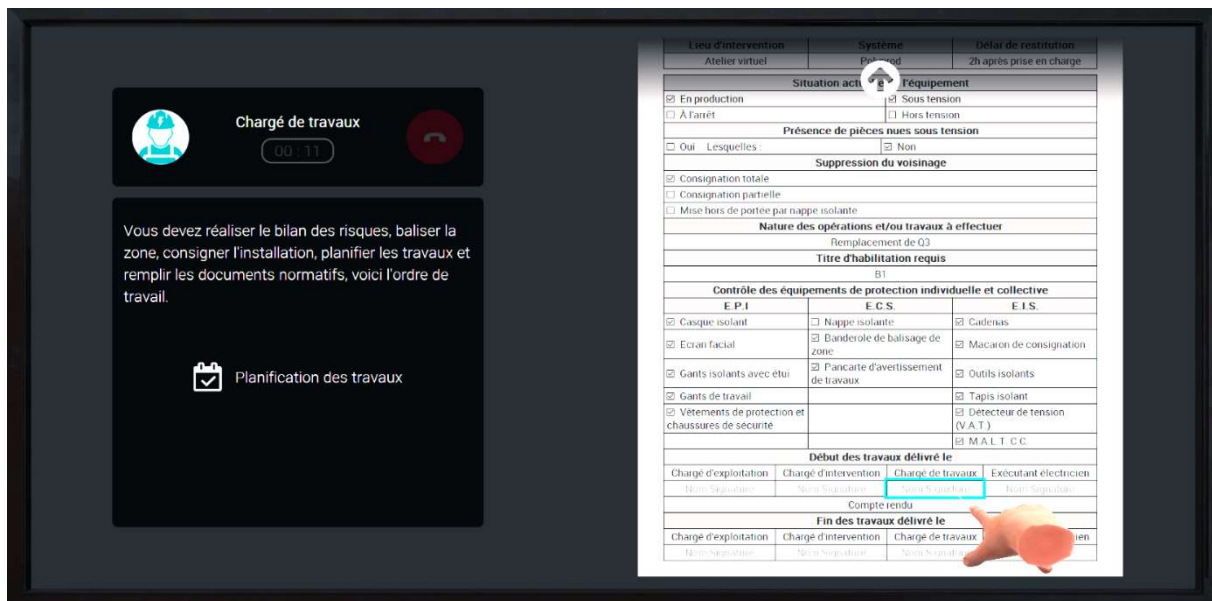 Chargé de travaux
00 : 11
Vous devez réaliser le bilan des risques, baliser la
zone, consigner l'installation, planifier les travaux et
remplir les documents normatifs, voici l'ordre de
travail.
Planification des travaux
Lieu d'intervention Système Délai de restitution
Atelier virtuel 2h après prise en charge
Situation l'équipement
En production Sous tension
À l'arrêt Hors tension
Présence de pièces nues sous tension
Oui Lesquelles : Non
Suppression du voisinage
Consignation totale
Consignation partielle
Mise hors de portée par nappe isolante
Nature des opérations et/ou travaux à effectuer
Remplacement de Q3
Titre d'habilitation requis
B1
Contrôle des équipements de protection individuelle et collective
E.P.I E.C.S. E.I.S.
Casque isolant Nappe isolante Cadenas
Ecran facial Banderole de balisage de
zone Macaron de consignation
Gants isolants avec étui Pancarte d'avertissement
de travaux Outils isolants
Gants de travail Tapis isolant
Vêtements de protection et
chaussures de sécurité Détecteur de tension
(V.A.T.)
M.A.L.T. C.C.
Début des travaux délivré le
Chargé d'exploitation Chargé d'intervention Chargé de travaux Exécutant électricien
Nom Signature Nom Signature Nom Signature Nom Signature
Compte rendu
Fin des travaux délivré le
Chargé d'exploitation Chargé d'intervention Chargé de travaux
Nom Signature Nom Signature